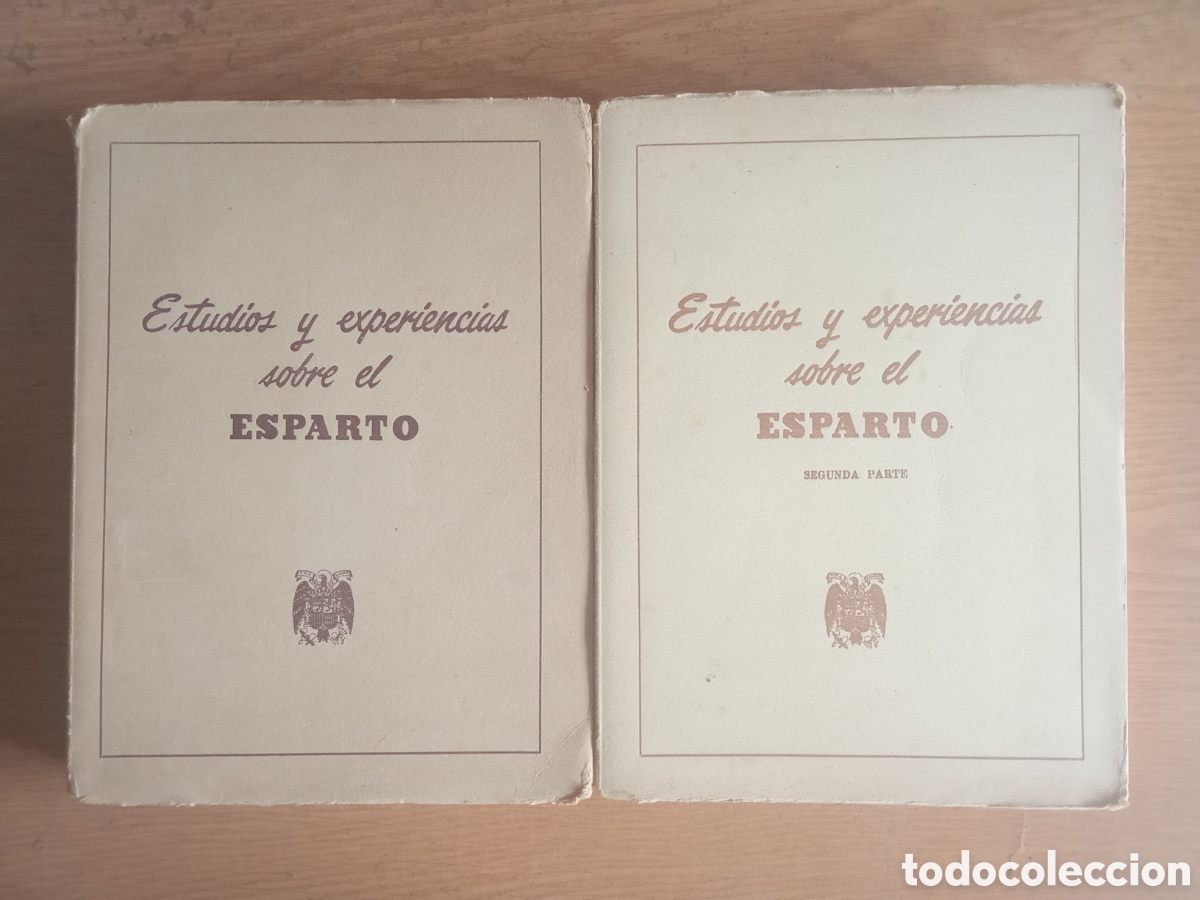 Estudios y experiencias
sobre el
ESPARTO
Estudios y experiencias
sobre el
ESPARTO
SEGUNDA PARTE
todocoleccion